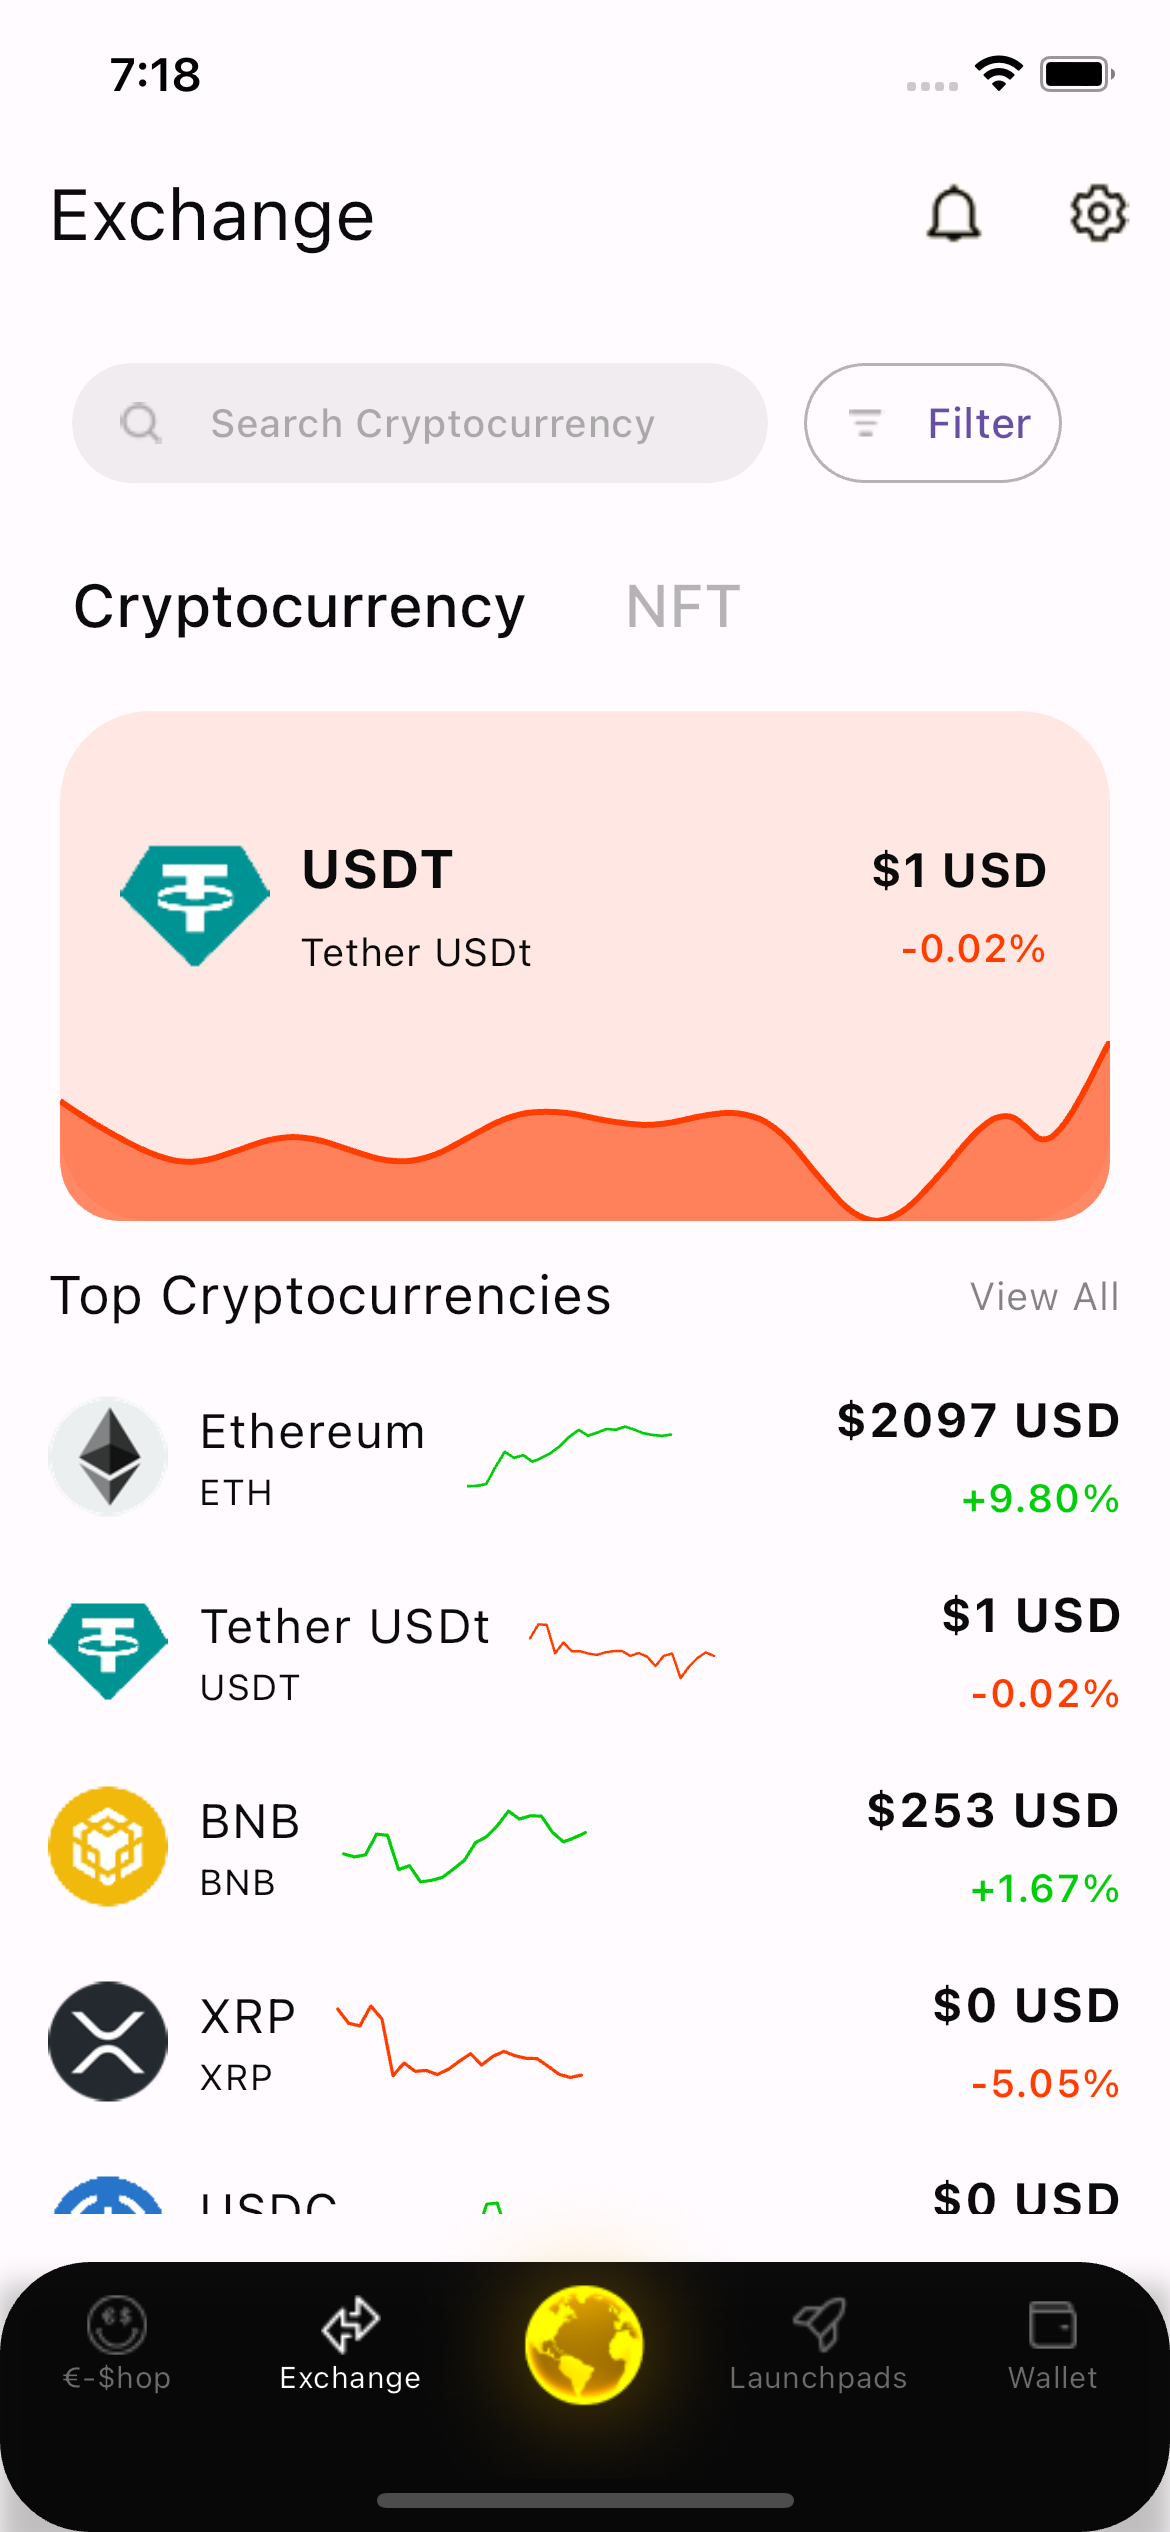 7:18
Exchange
Search Cryptocurrency
Filter
Cryptocurrency NFT
USDT
$1 USD
Tether USDt
-0.02%
Top Cryptocurrencies
View All
Ethereum
$2097 USD
ETH
+9.80%
Tether USDt
$1 USD
USDT
-0.02%
BNB
$253 USD
BNB
+1.67%
XRP
$0 USD
XRP
-5.05%
USDC
$0 USD
€-$hop
Exchange
Launchpads
Wallet